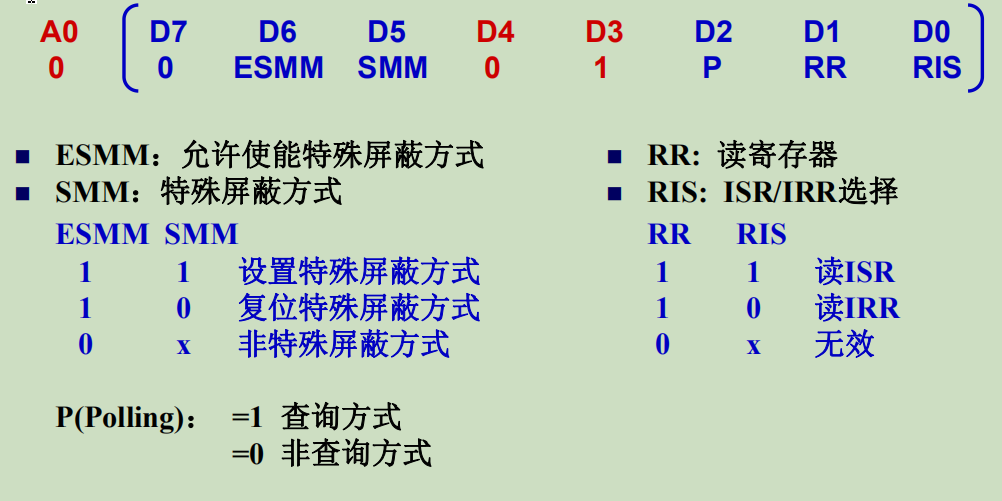 A0 D7 D6 D5 D4 D3 D2 D1 D0
0 0 ESMM SMM 0 1 P RR RIS
ESMM：允许使能特殊屏蔽方式
SMM：特殊屏蔽方式
ESMM SMM
1 1 设置特殊屏蔽方式
1 0 复位特殊屏蔽方式
0 x 非特殊屏蔽方式
P(Polling)： =1 查询方式
=0 非查询方式
RR: 读寄存器
RIS: ISR/IRR选择
RR RIS
1 1 读ISR
1 0 读IRR
0 x 无效